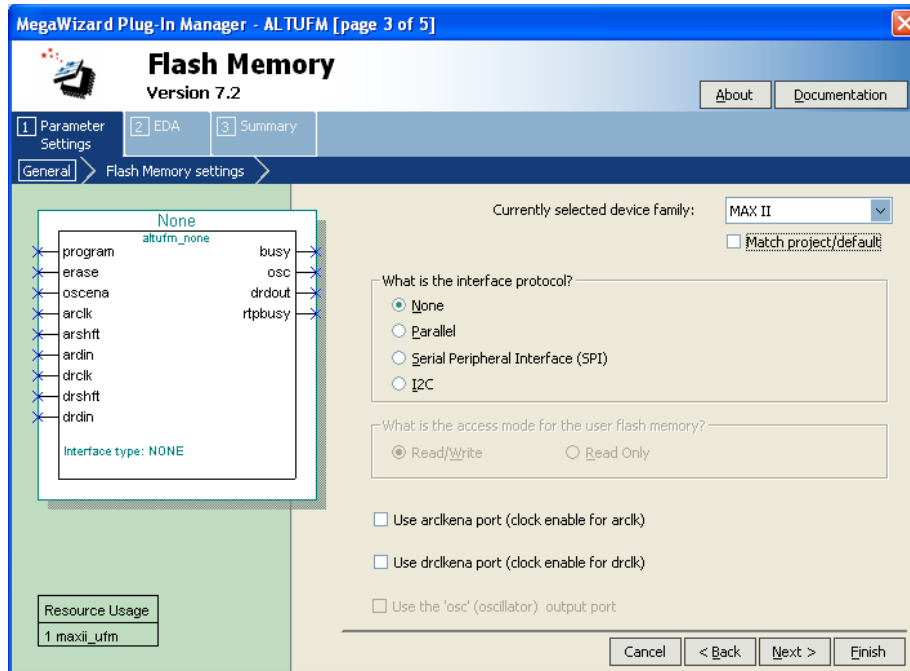 MegaWizard Plug-In Manager - ALTUFM [page 3 of 5]
Flash Memory
Version 7.2
About
Documentation
1 Parameter Settings
2 EDA
3 Summary
General
Flash Memory settings
None
altufm_none
program
erase
oscena
arclk
arshft
ardin
drclk
drshft
drdin
busy
osc
drdout
rtpbusy
Interface type: NONE
Resource Usage
1 maxii_ufm
Currently selected device family:
MAX II
Match project/default
What is the interface protocol?
None
Parallel
Serial Peripheral Interface (SPI)
I2C
What is the access mode for the user flash memory?
Read/Write
Read Only
Use arclkena port (clock enable for arclk)
Use drclkena port (clock enable for drclk)
Use the 'osc' (oscillator) output port
Cancel
< Back
Next >
Finish